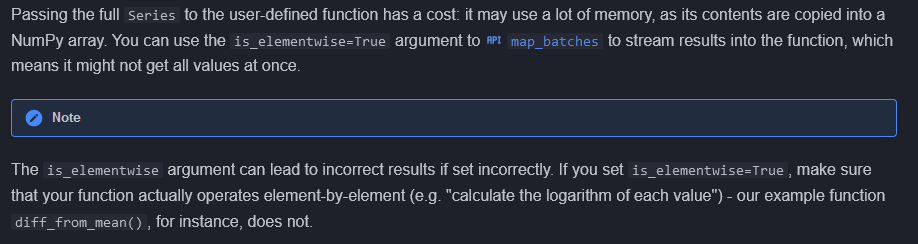 Passing the full Series to the user-defined function has a cost: it may use a lot of memory, as its contents are copied into a
NumPy array. You can use the is_elementwise=True argument to API map_batches to stream results into the function, which
means it might not get all values at once.
Note
The is_elementwise argument can lead to incorrect results if set incorrectly. If you set is_elementwise=True, make sure
that your function actually operates element-by-element (e.g. "calculate the logarithm of each value") - our example function
diff_from_mean(), for instance, does not.